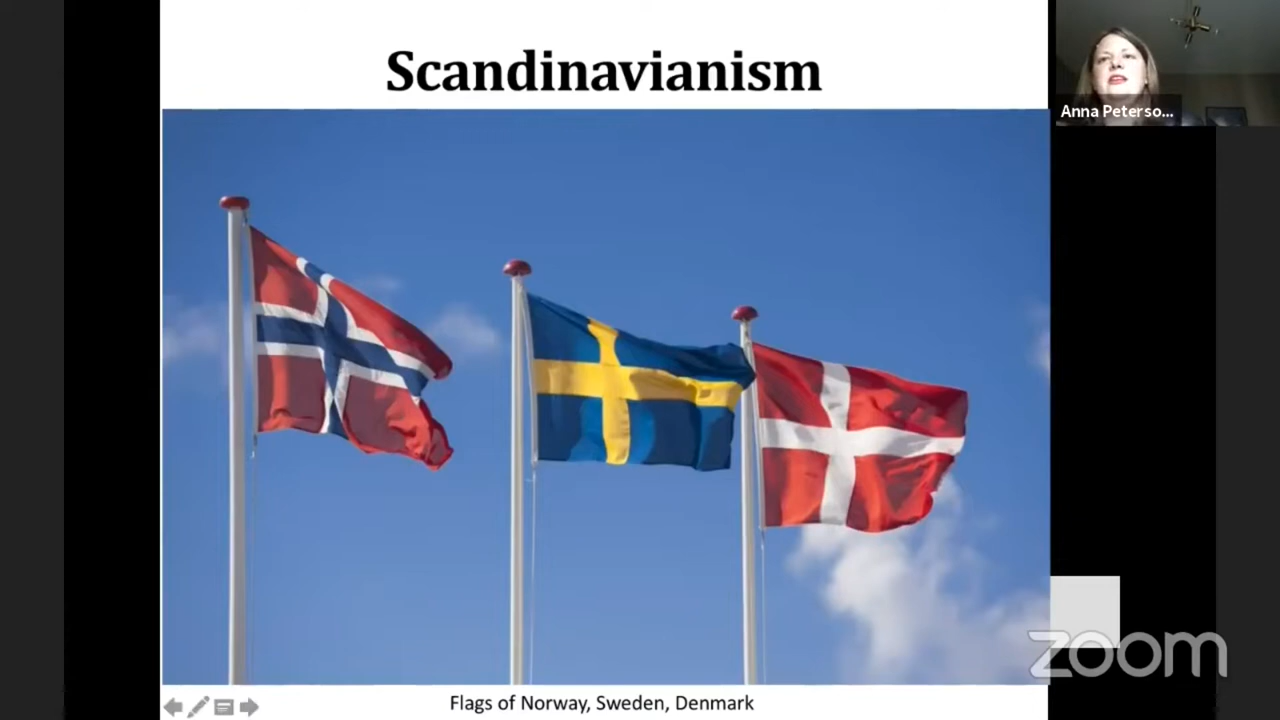 Scandinavianism
Anna Peterso...
zoom
Flags of Norway, Sweden, Denmark